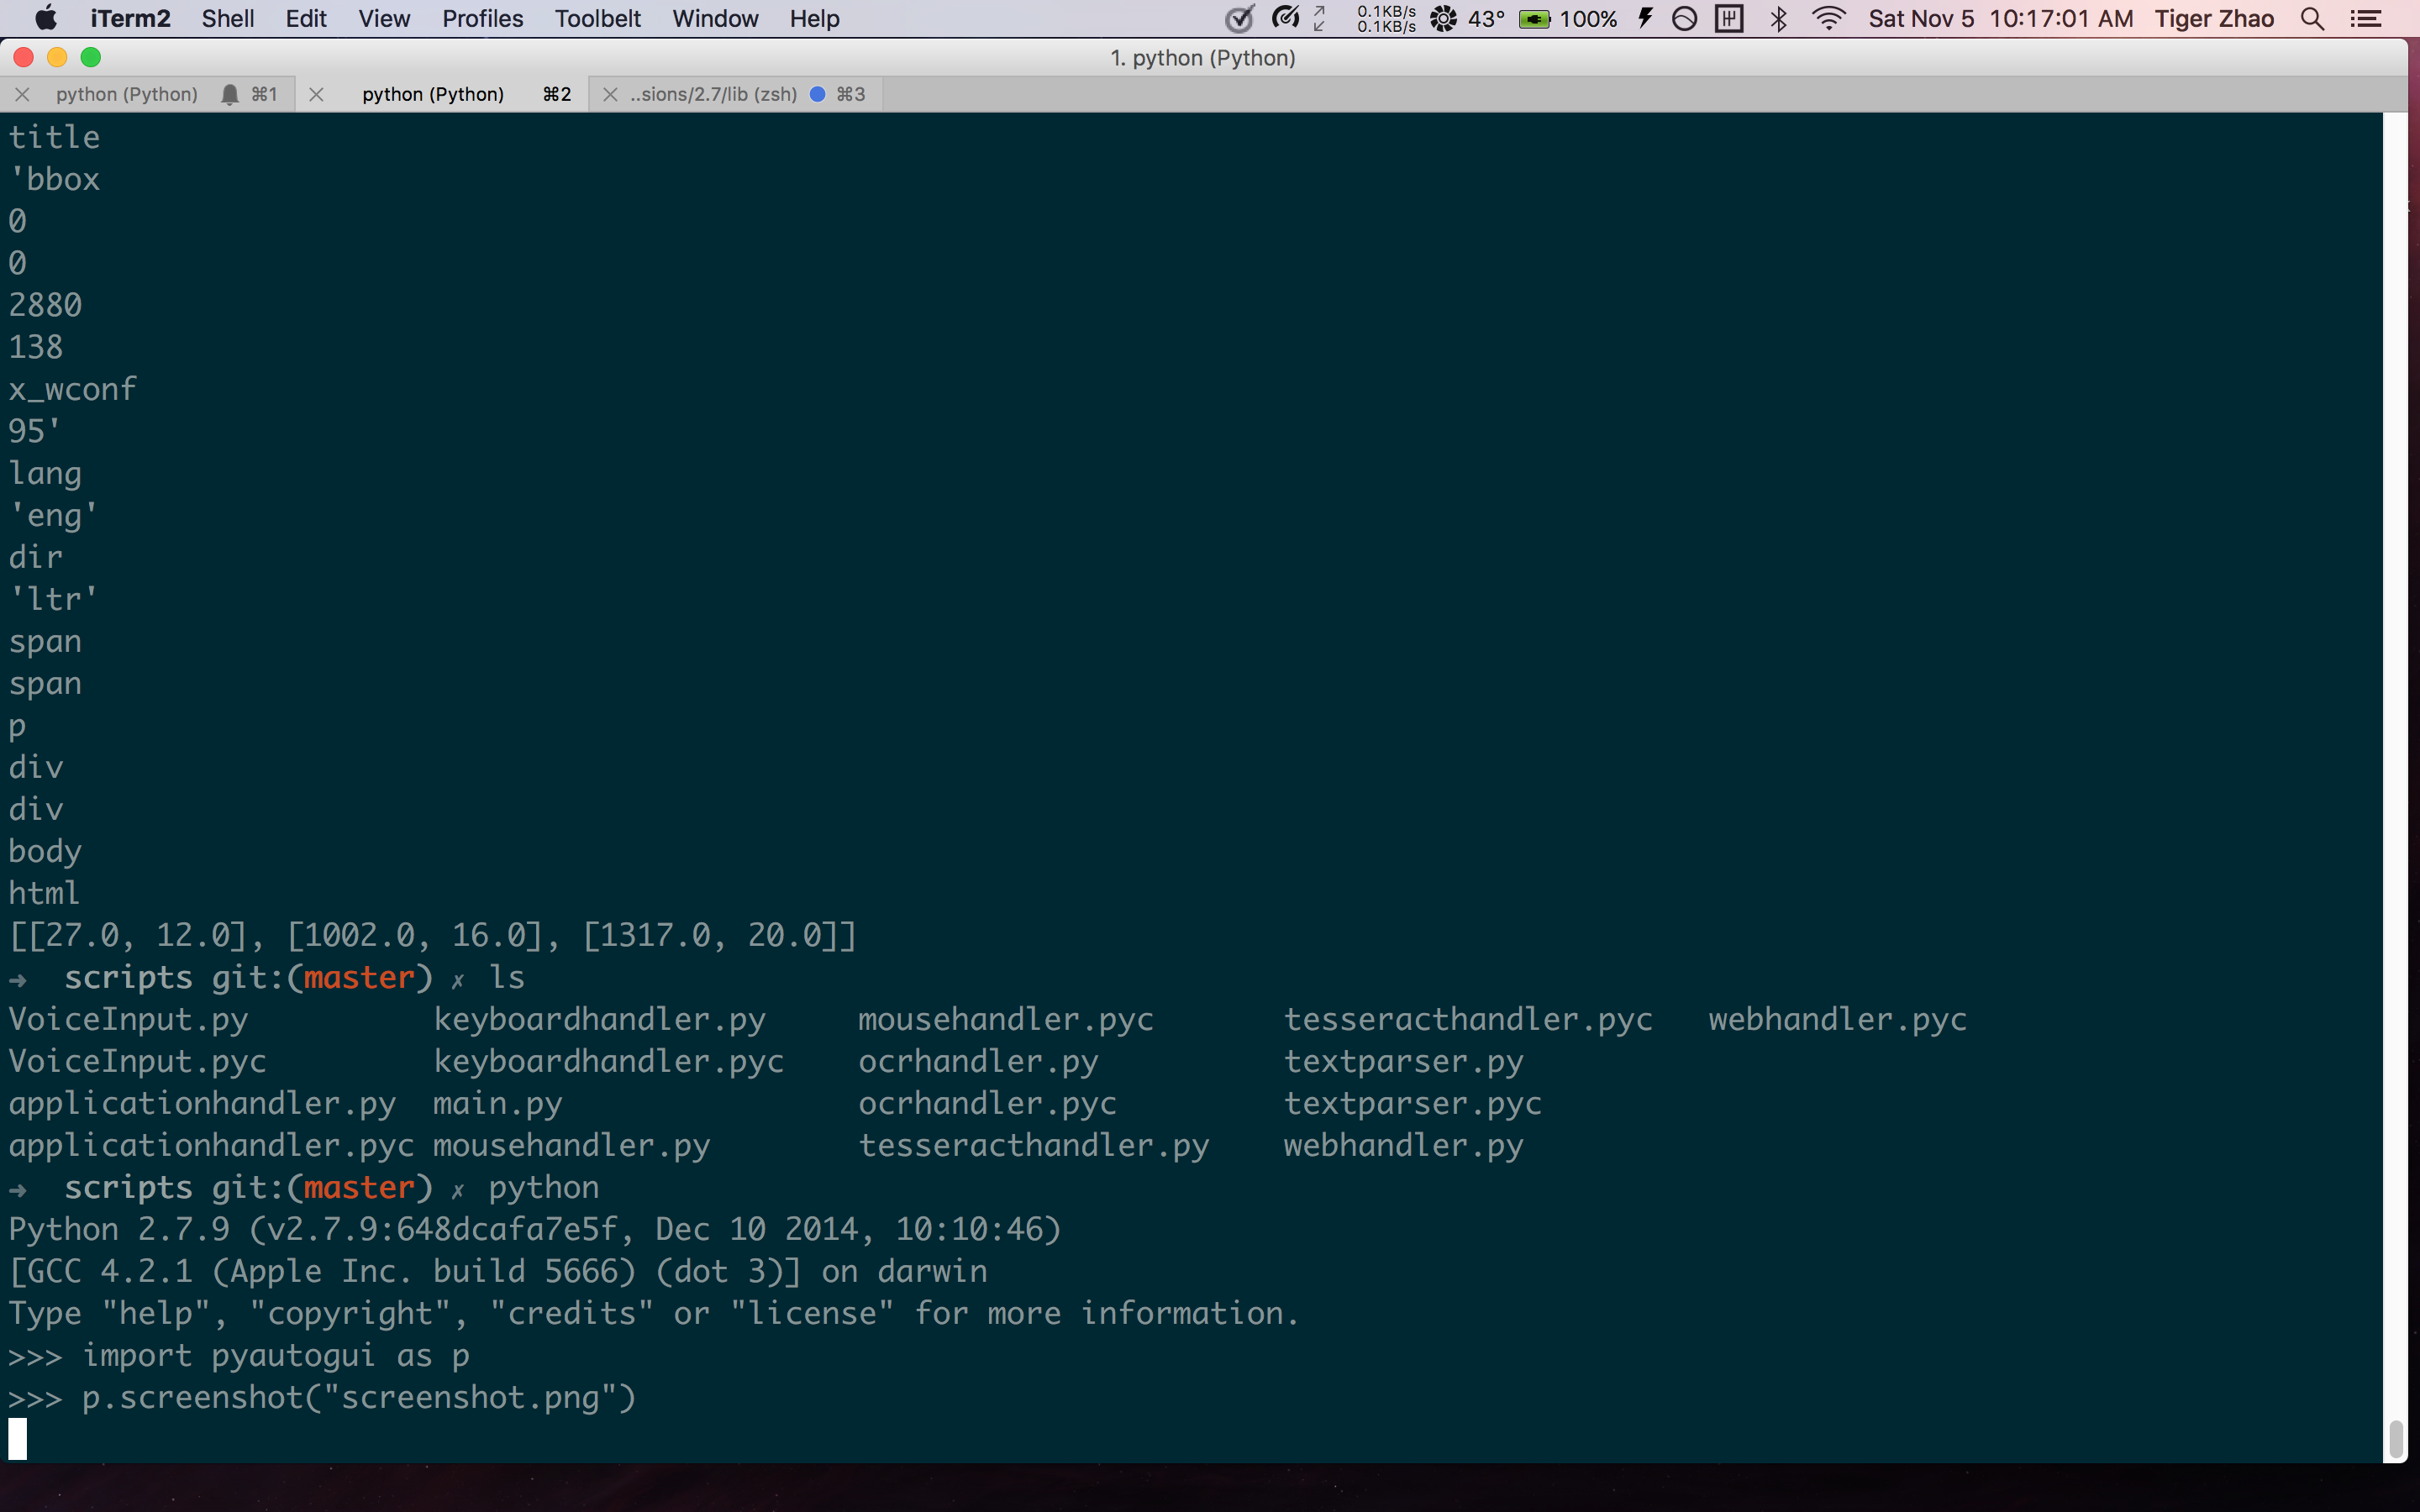 iTerm2 Shell Edit View Profiles Toolbelt Window Help 0.1KB/s 0.1KB/s 43° 100% Sat Nov 5 10:17:01 AM Tiger Zhao
1. python (Python)
python (Python) ⌘1 python (Python) ⌘2 ..sions/2.7/lib (zsh) ⌘3
title
'bbox
0
0
2880
138
x_wconf
95'
lang
'eng'
dir
'ltr'
span
span
p
div
div
body
html
[[27.0, 12.0], [1002.0, 16.0], [1317.0, 20.0]]
➜ scripts git:(master) ✗ ls
VoiceInput.py keyboardhandler.py mousehandler.pyc tesseracthandler.pyc webhandler.pyc
VoiceInput.pyc keyboardhandler.pyc ocrhandler.py textparser.py
applicationhandler.py main.py ocrhandler.pyc textparser.pyc
applicationhandler.pyc mousehandler.py tesseracthandler.py webhandler.py
➜ scripts git:(master) ✗ python
Python 2.7.9 (v2.7.9:648dcafa7e5f, Dec 10 2014, 10:10:46)
[GCC 4.2.1 (Apple Inc. build 5666) (dot 3)] on darwin
Type "help", "copyright", "credits" or "license" for more information.
>>> import pyautogui as p
>>> p.screenshot("screenshot.png")